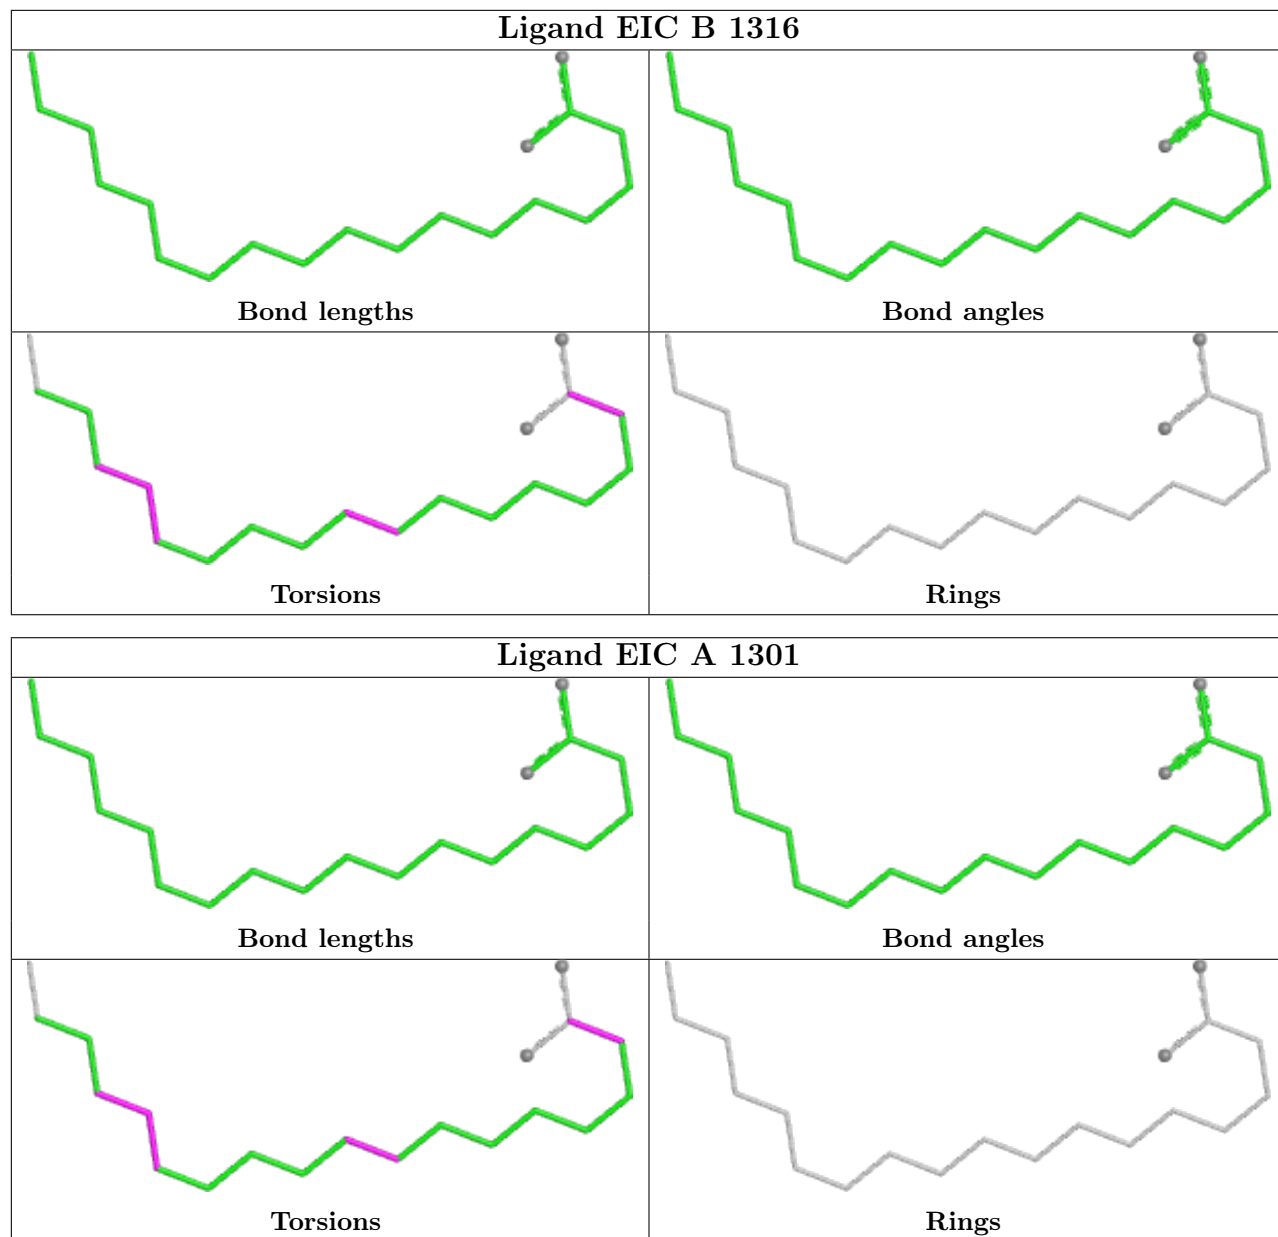 Ligand EIC B 1316
Bond lengths
Bond angles
Torsions
Rings
Ligand EIC A 1301
Bond lengths
Bond angles
Torsions
Rings